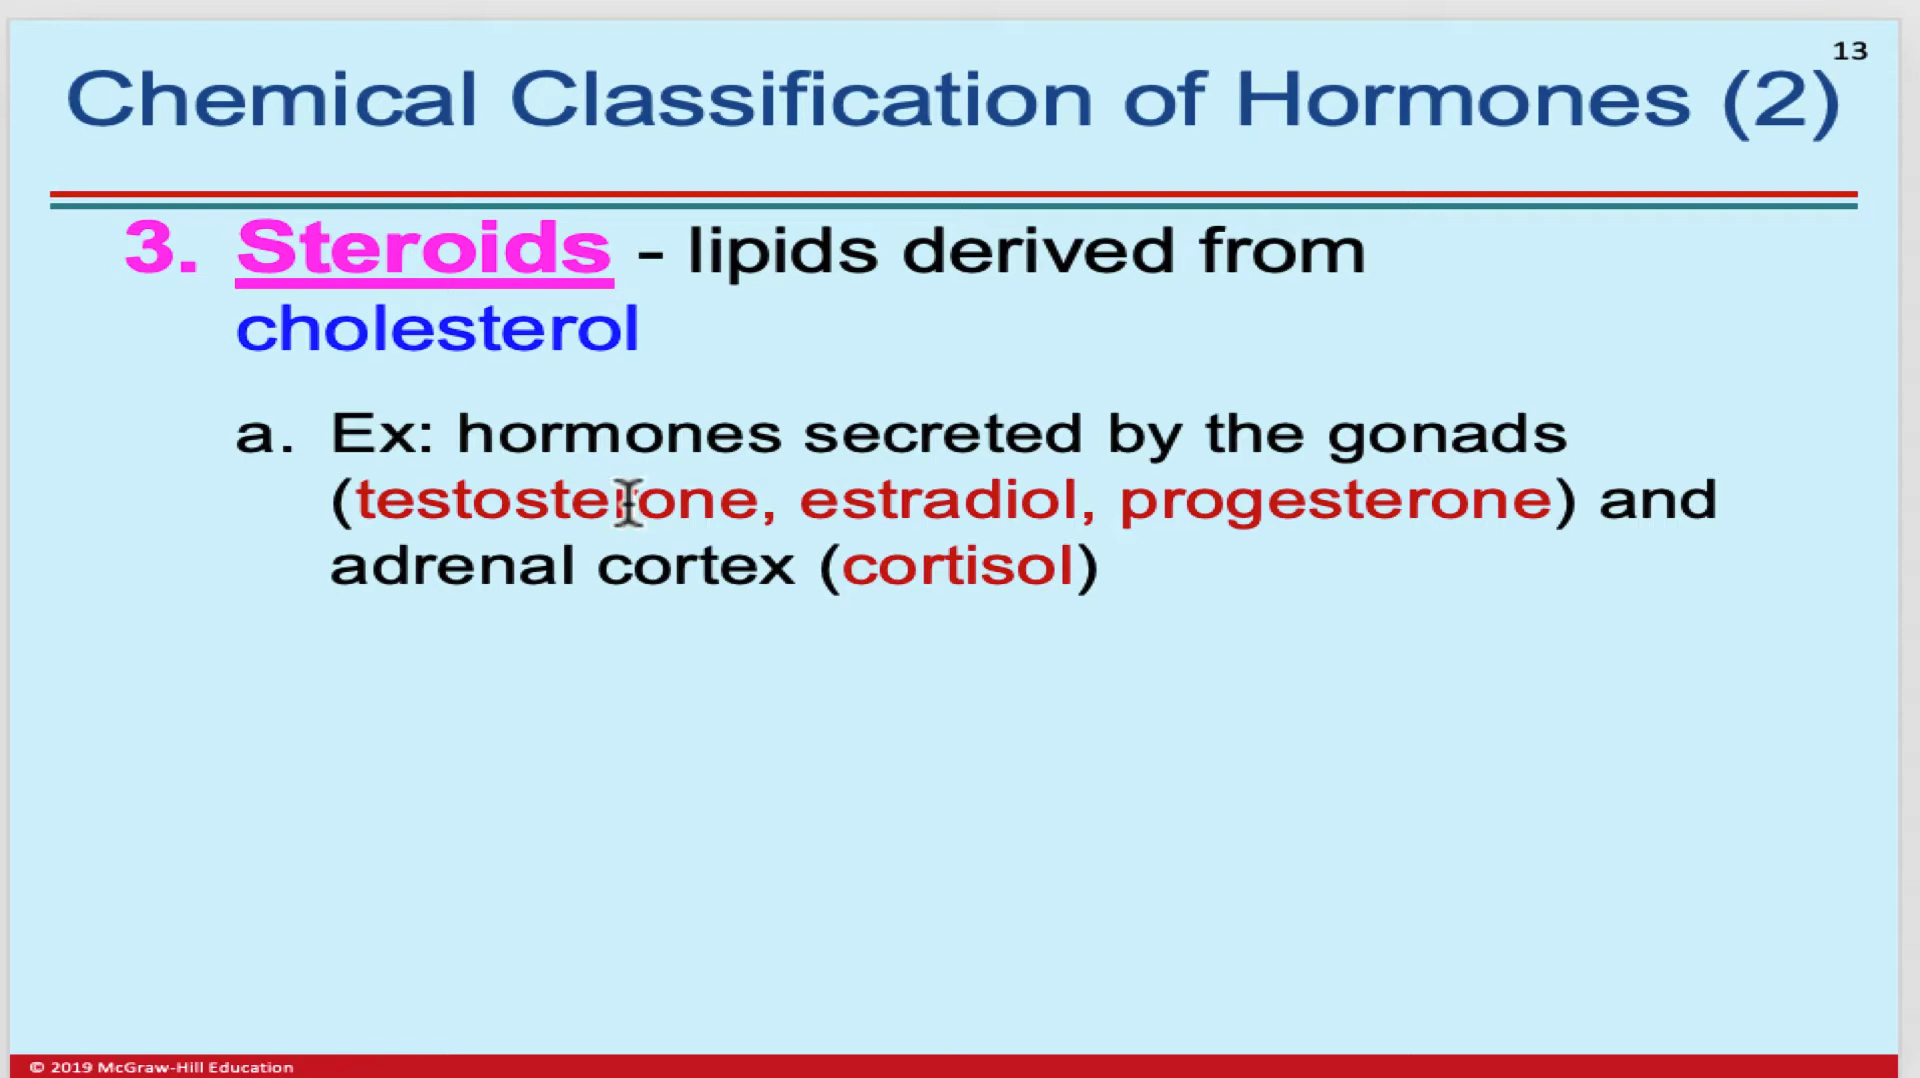 13
Chemical Classification of Hormones (2)
3. Steroids - lipids derived from
cholesterol
a. Ex: hormones secreted by the gonads
(testosterone, estradiol, progesterone) and
adrenal cortex (cortisol)
© 2019 McGraw-Hill Education